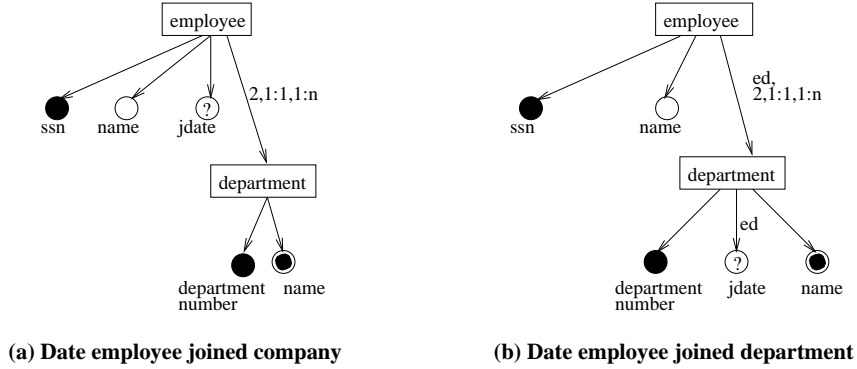 employee
2,1:1,1:n
?
ssn
name
jdate
department
department
number
name
(a) Date employee joined company
employee
ed,
2,1:1,1:n
ssn
name
department
ed
?
department
number
jdate
name
(b) Date employee joined department